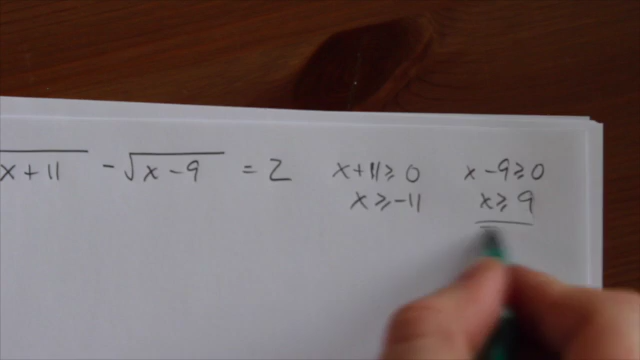 x+11 - √x-9 = 2 x+11≥0 x-9≥0
x≥-11 x≥9